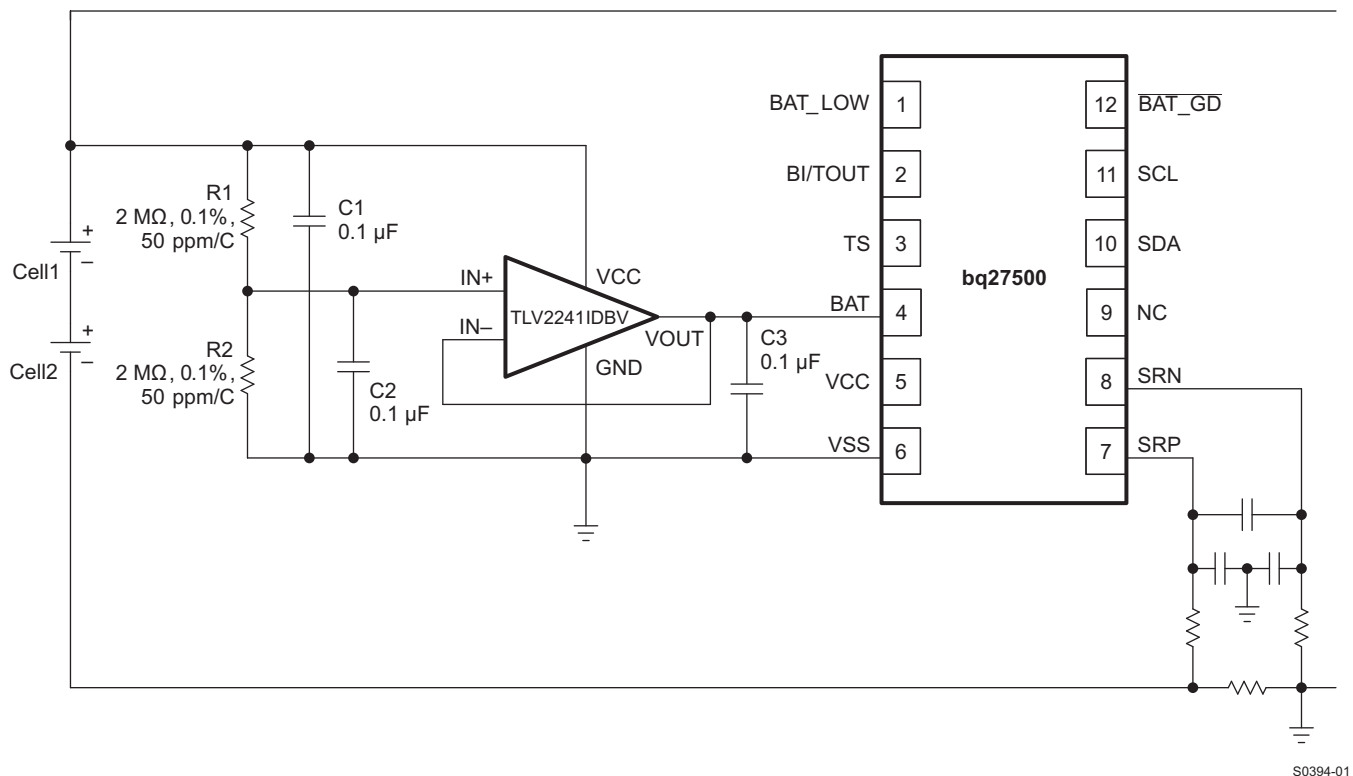 BAT_LOW
1
12
BAT_GD
BI/TOUT
2
11
SCL
R1
2 MΩ, 0.1%,
50 ppm/C
C1
0.1 µF
+
–
Cell1
TS
3
10
SDA
bq27500
IN+
VCC
BAT
4
9
NC
TLV2241IDBV
IN–
VOUT
+
–
Cell2
R2
2 MΩ, 0.1%,
50 ppm/C
C2
0.1 µF
GND
C3
0.1 µF
VCC
5
8
SRN
VSS
6
7
SRP
S0394-01